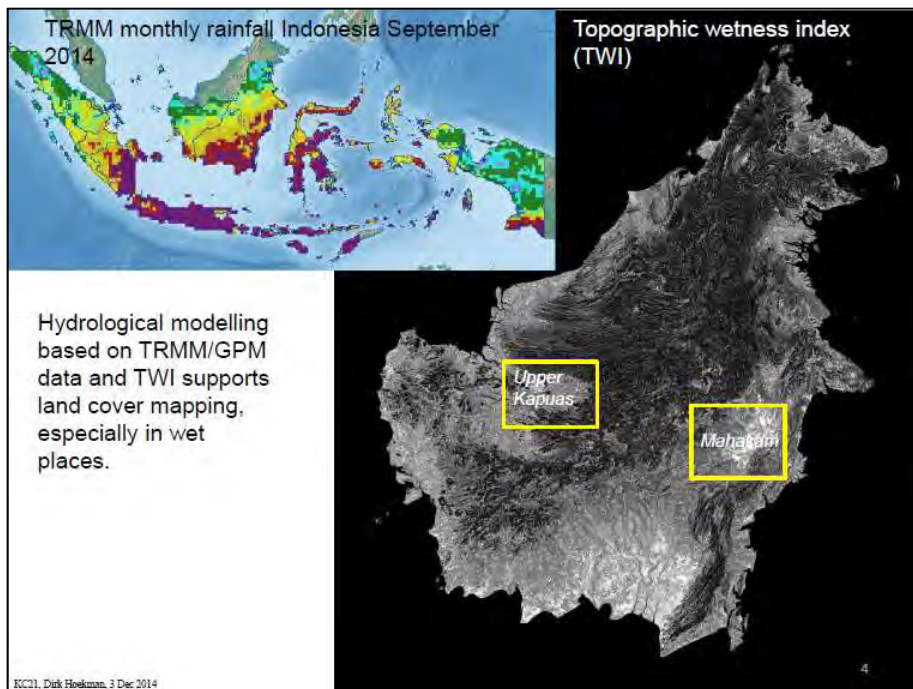 TRMM monthly rainfall Indonesia September
2014
Topographic wetness index
(TWI)
Hydrological modelling
based on TRMM/GPM
data and TWI supports
land cover mapping,
especially in wet
places.
Upper
Kapuas
Mahakam
4
KC21, Dirk Hoekman, 3 Dec 2014